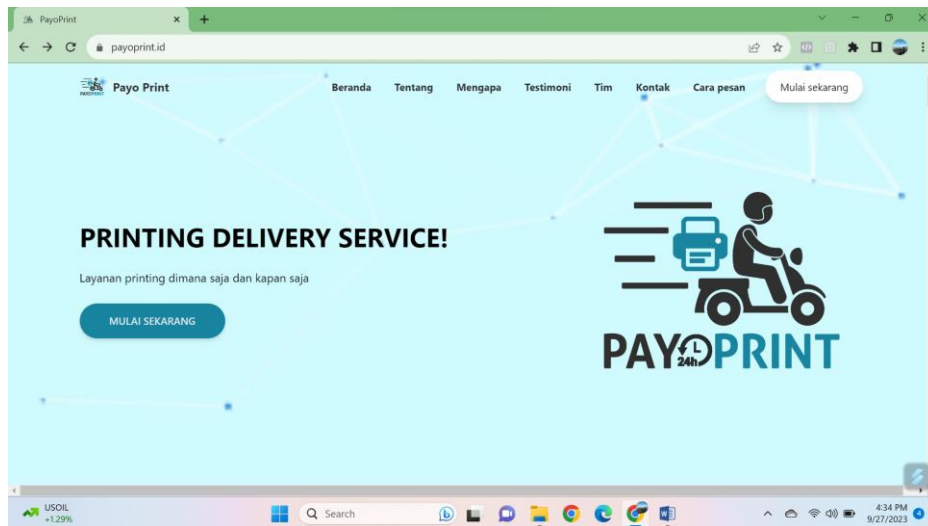 PayoPrint
payoprint.id
Payo Print Beranda Tentang Mengapa Testimoni Tim Kontak Cara pesan Mulai sekarang
PRINTING DELIVERY SERVICE!
Layanan printing dimana saja dan kapan saja
MULAI SEKARANG
24h
PAYOPRINT
USOIL
+1.29%
Search
4:34 PM
9/27/2023
4